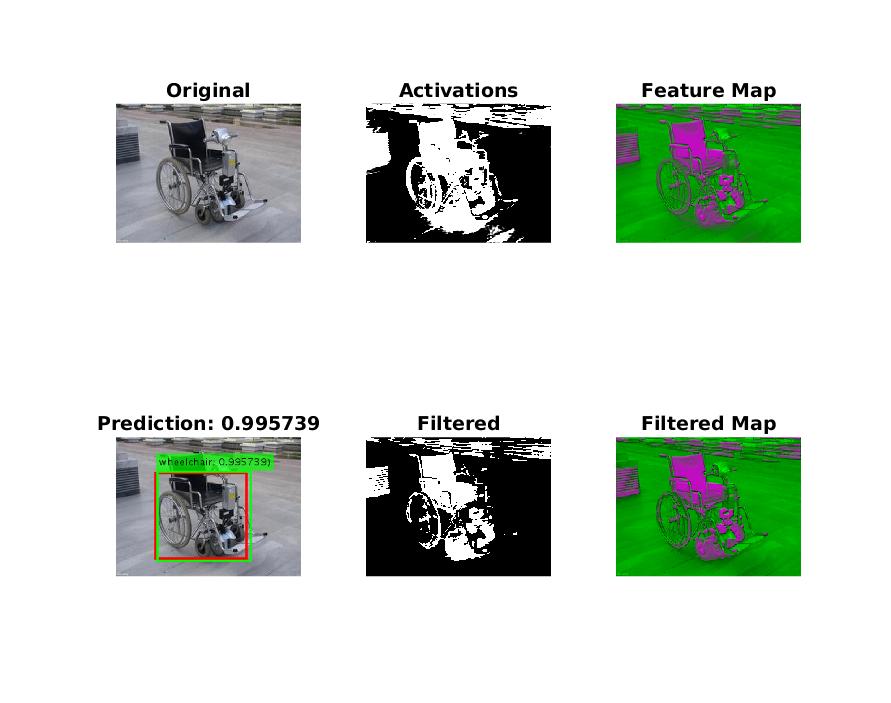 Original
Activations
Feature Map
Prediction: 0.995739
Filtered
Filtered Map
wheelchair: 0.995739)